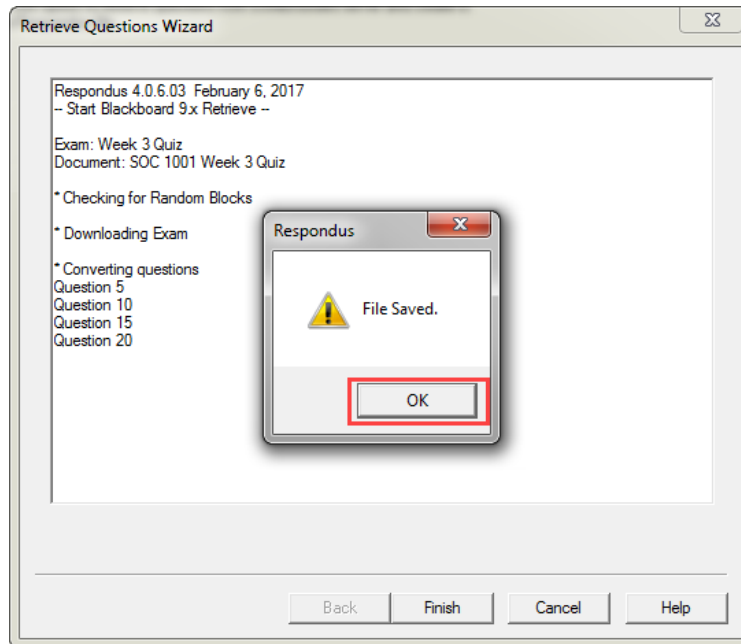 Retrieve Questions Wizard
Respondus 4.0.6.03 February 6, 2017
-- Start Blackboard 9.x Retrieve --
Exam: Week 3 Quiz
Document: SOC 1001 Week 3 Quiz
* Checking for Random Blocks
* Downloading Exam
* Converting questions
Question 5
Question 10
Question 15
Question 20
Respondus
File Saved.
OK
Back Finish Cancel Help